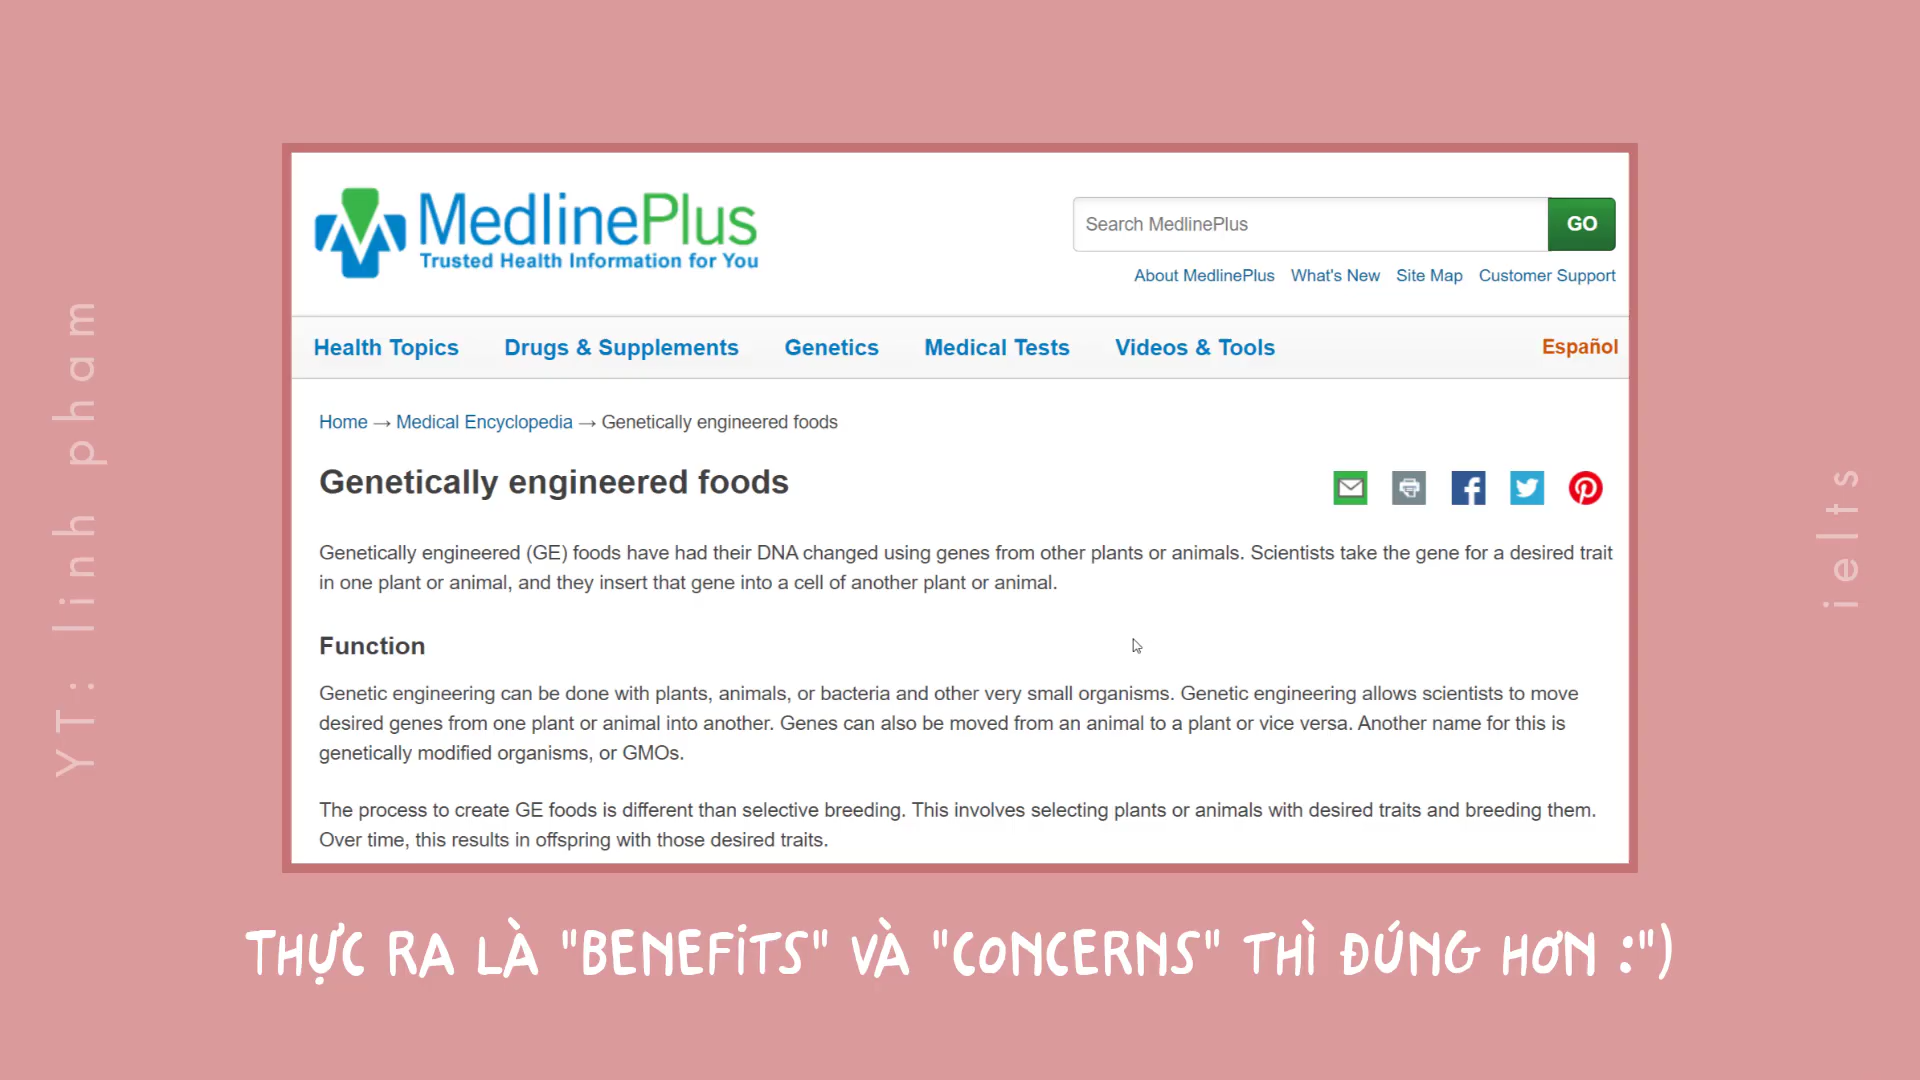 MedlinePlus
Trusted Health Information for You
Search MedlinePlus
GO
About MedlinePlus What's New Site Map Customer Support
Health Topics Drugs & Supplements Genetics Medical Tests Videos & Tools Español
Home → Medical Encyclopedia → Genetically engineered foods
Genetically engineered foods
Genetically engineered (GE) foods have had their DNA changed using genes from other plants or animals. Scientists take the gene for a desired trait
in one plant or animal, and they insert that gene into a cell of another plant or animal.
Function
Genetic engineering can be done with plants, animals, or bacteria and other very small organisms. Genetic engineering allows scientists to move
desired genes from one plant or animal into another. Genes can also be moved from an animal to a plant or vice versa. Another name for this is
genetically modified organisms, or GMOs.
The process to create GE foods is different than selective breeding. This involves selecting plants or animals with desired traits and breeding them.
Over time, this results in offspring with those desired traits.
THỰC RA LÀ "BENEFITS" VÀ "CONCERNS" THÌ ĐÚNG HƠN :")
YT: linh pham
ielts